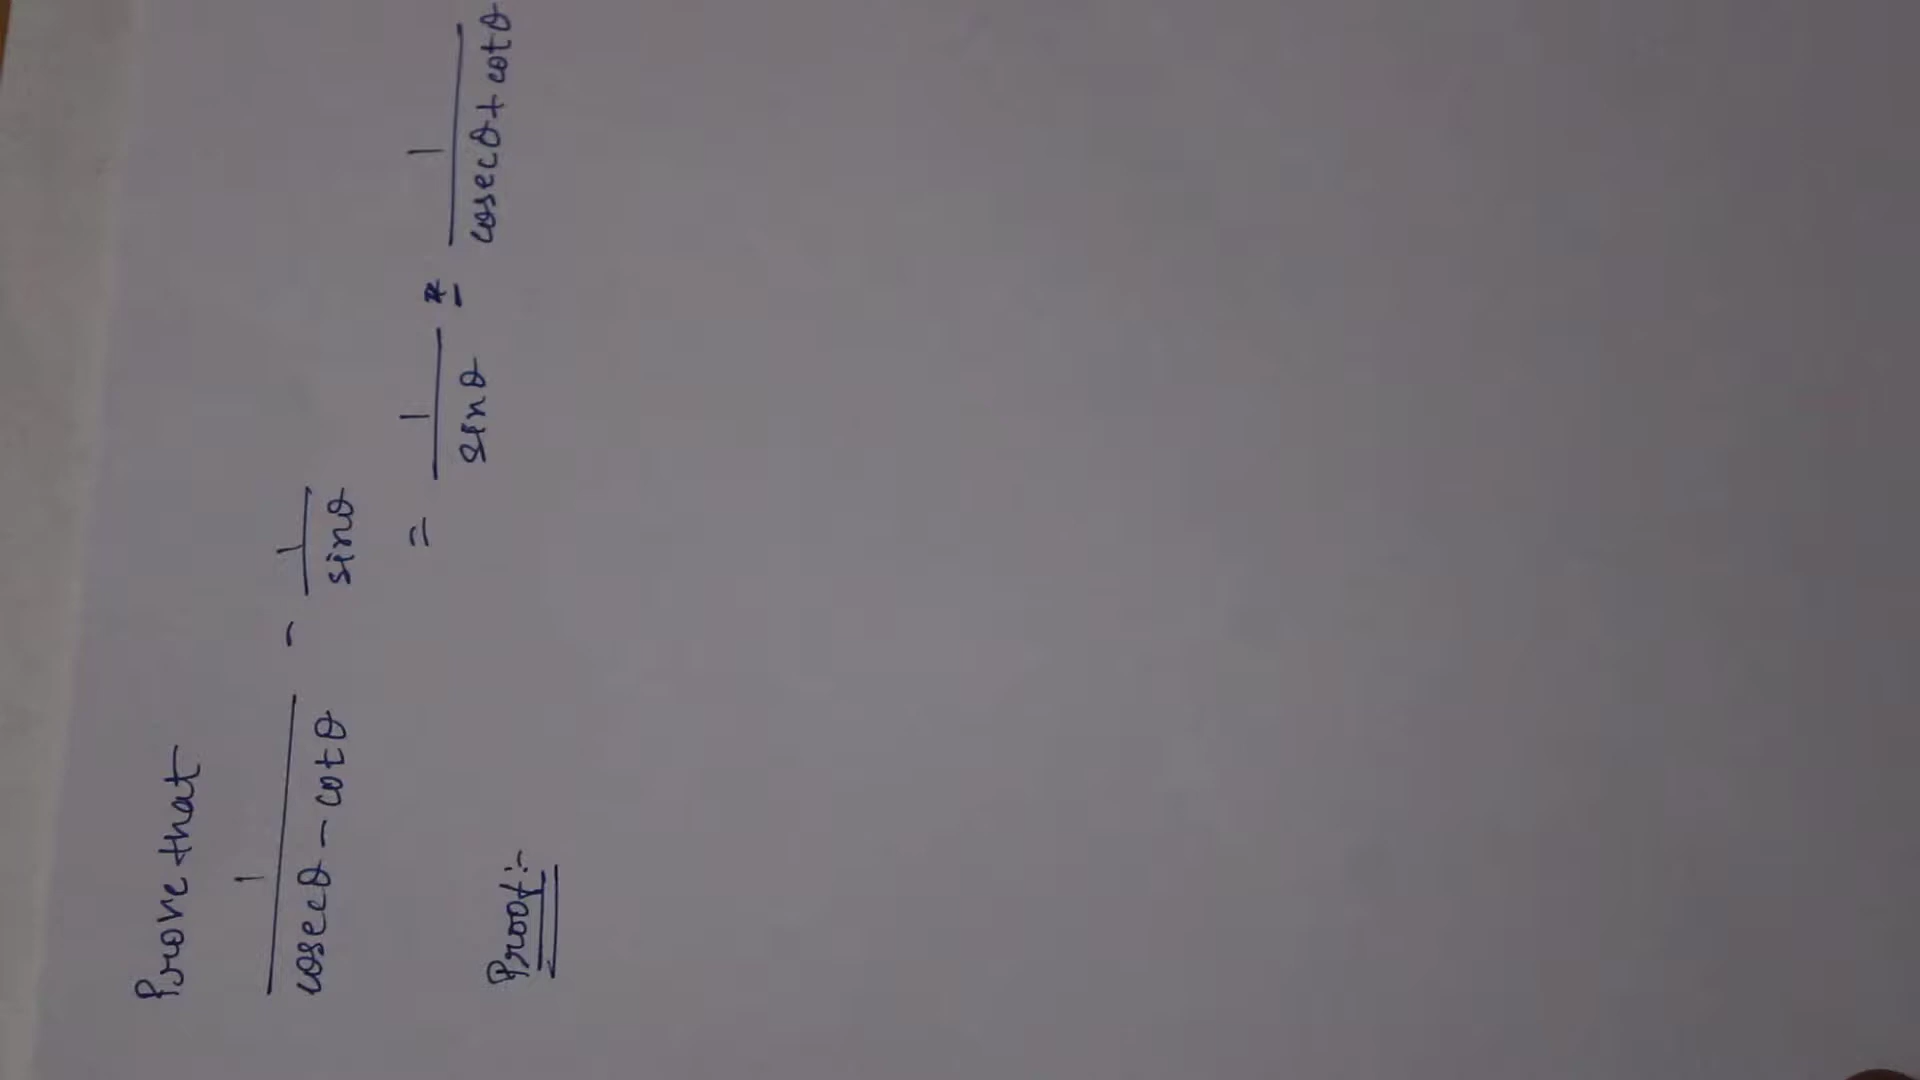 Prove that
1/(cosecθ - cotθ) - 1/sinθ
= 1/sinθ - 1/(cosecθ + cotθ)
Proof:-